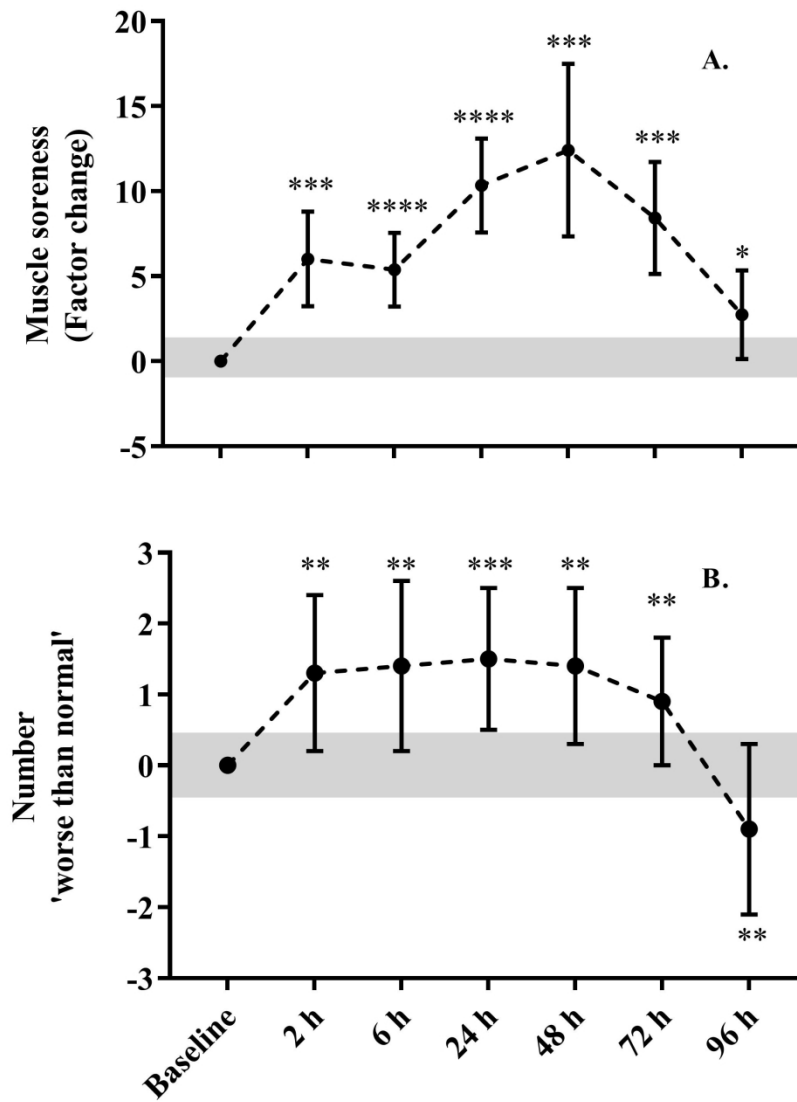 20
15
10
5
0
-5
Muscle soreness
(Factor change)
A.
***
****
****
***
***
*
3
2
1
0
-1
-2
-3
Number
'worse than normal'
B.
**
**
***
**
**
**
Baseline
2 h
6 h
24 h
48 h
72 h
96 h